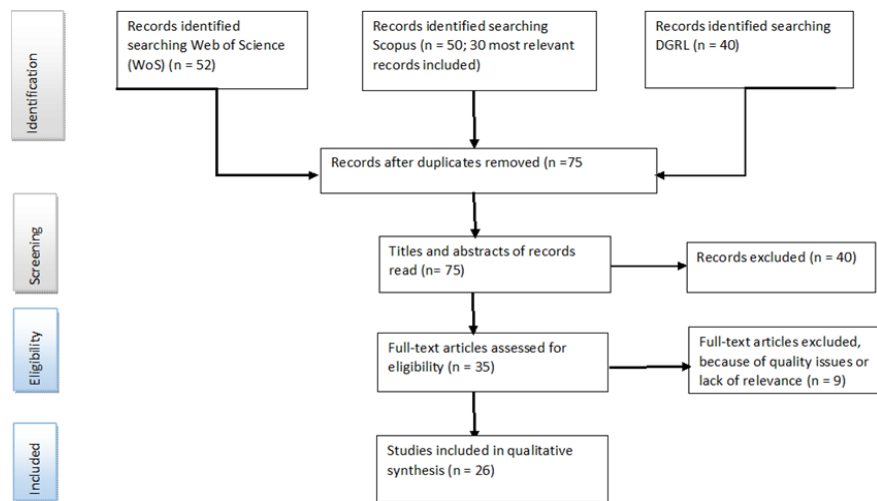 Identification
Records identified
searching Web of Science
(WoS) (n = 52)
Records identified searching
Scopus (n = 50; 30 most relevant
records included)
Records identified searching
DGRL (n = 40)
Records after duplicates removed (n =75
Screening
Titles and abstracts of records
read (n= 75)
Records excluded (n = 40)
Eligibility
Full-text articles assessed for
eligibility (n = 35)
Full-text articles excluded,
because of quality issues or
lack of relevance (n = 9)
Included
Studies included in qualitative
synthesis (n = 26)